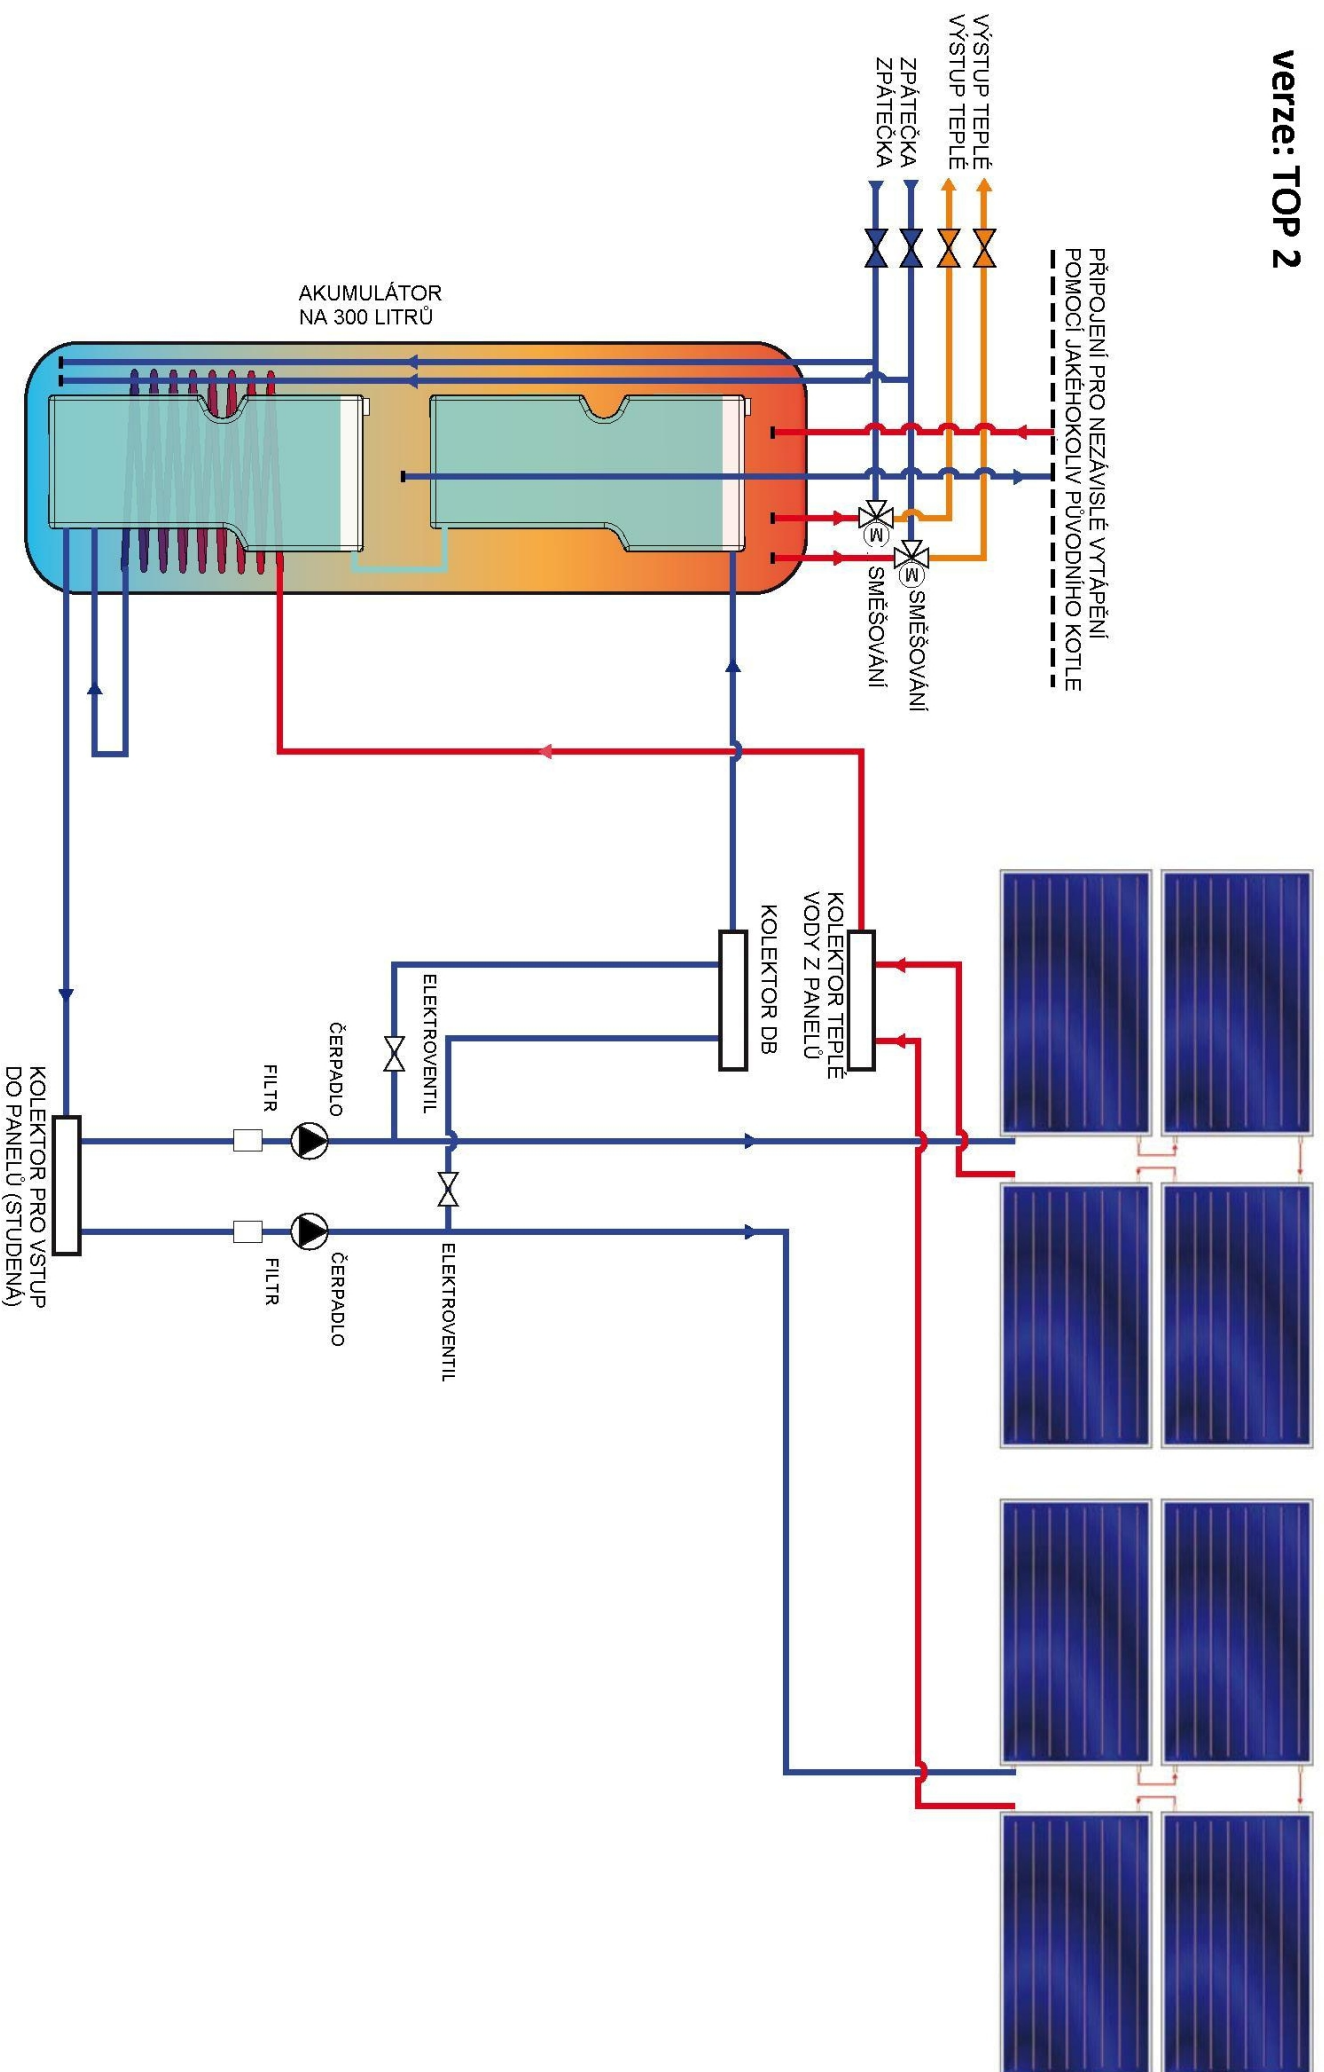 verze: TOP 2
PŘIPOJENÍ PRO NEZÁVISLÉ VYTÁPĚNÍ
POMOCÍ JAKÉHOKOLIV PŮVODNÍHO KOTLE
VÝSTUP TEPLÉ
VÝSTUP TEPLÉ
ZPÁTEČKA
ZPÁTEČKA
M SMĚŠOVÁNÍ
M SMĚŠOVÁNÍ
AKUMULÁTOR
NA 300 LITRŮ
KOLEKTOR TEPLÉ
VODY Z PANELŮ
KOLEKTOR DB
ELEKTROVENTIL
ELEKTROVENTIL
ČERPADLO
ČERPADLO
FILTR
FILTR
KOLEKTOR PRO VSTUP
DO PANELŮ (STUDENÁ)